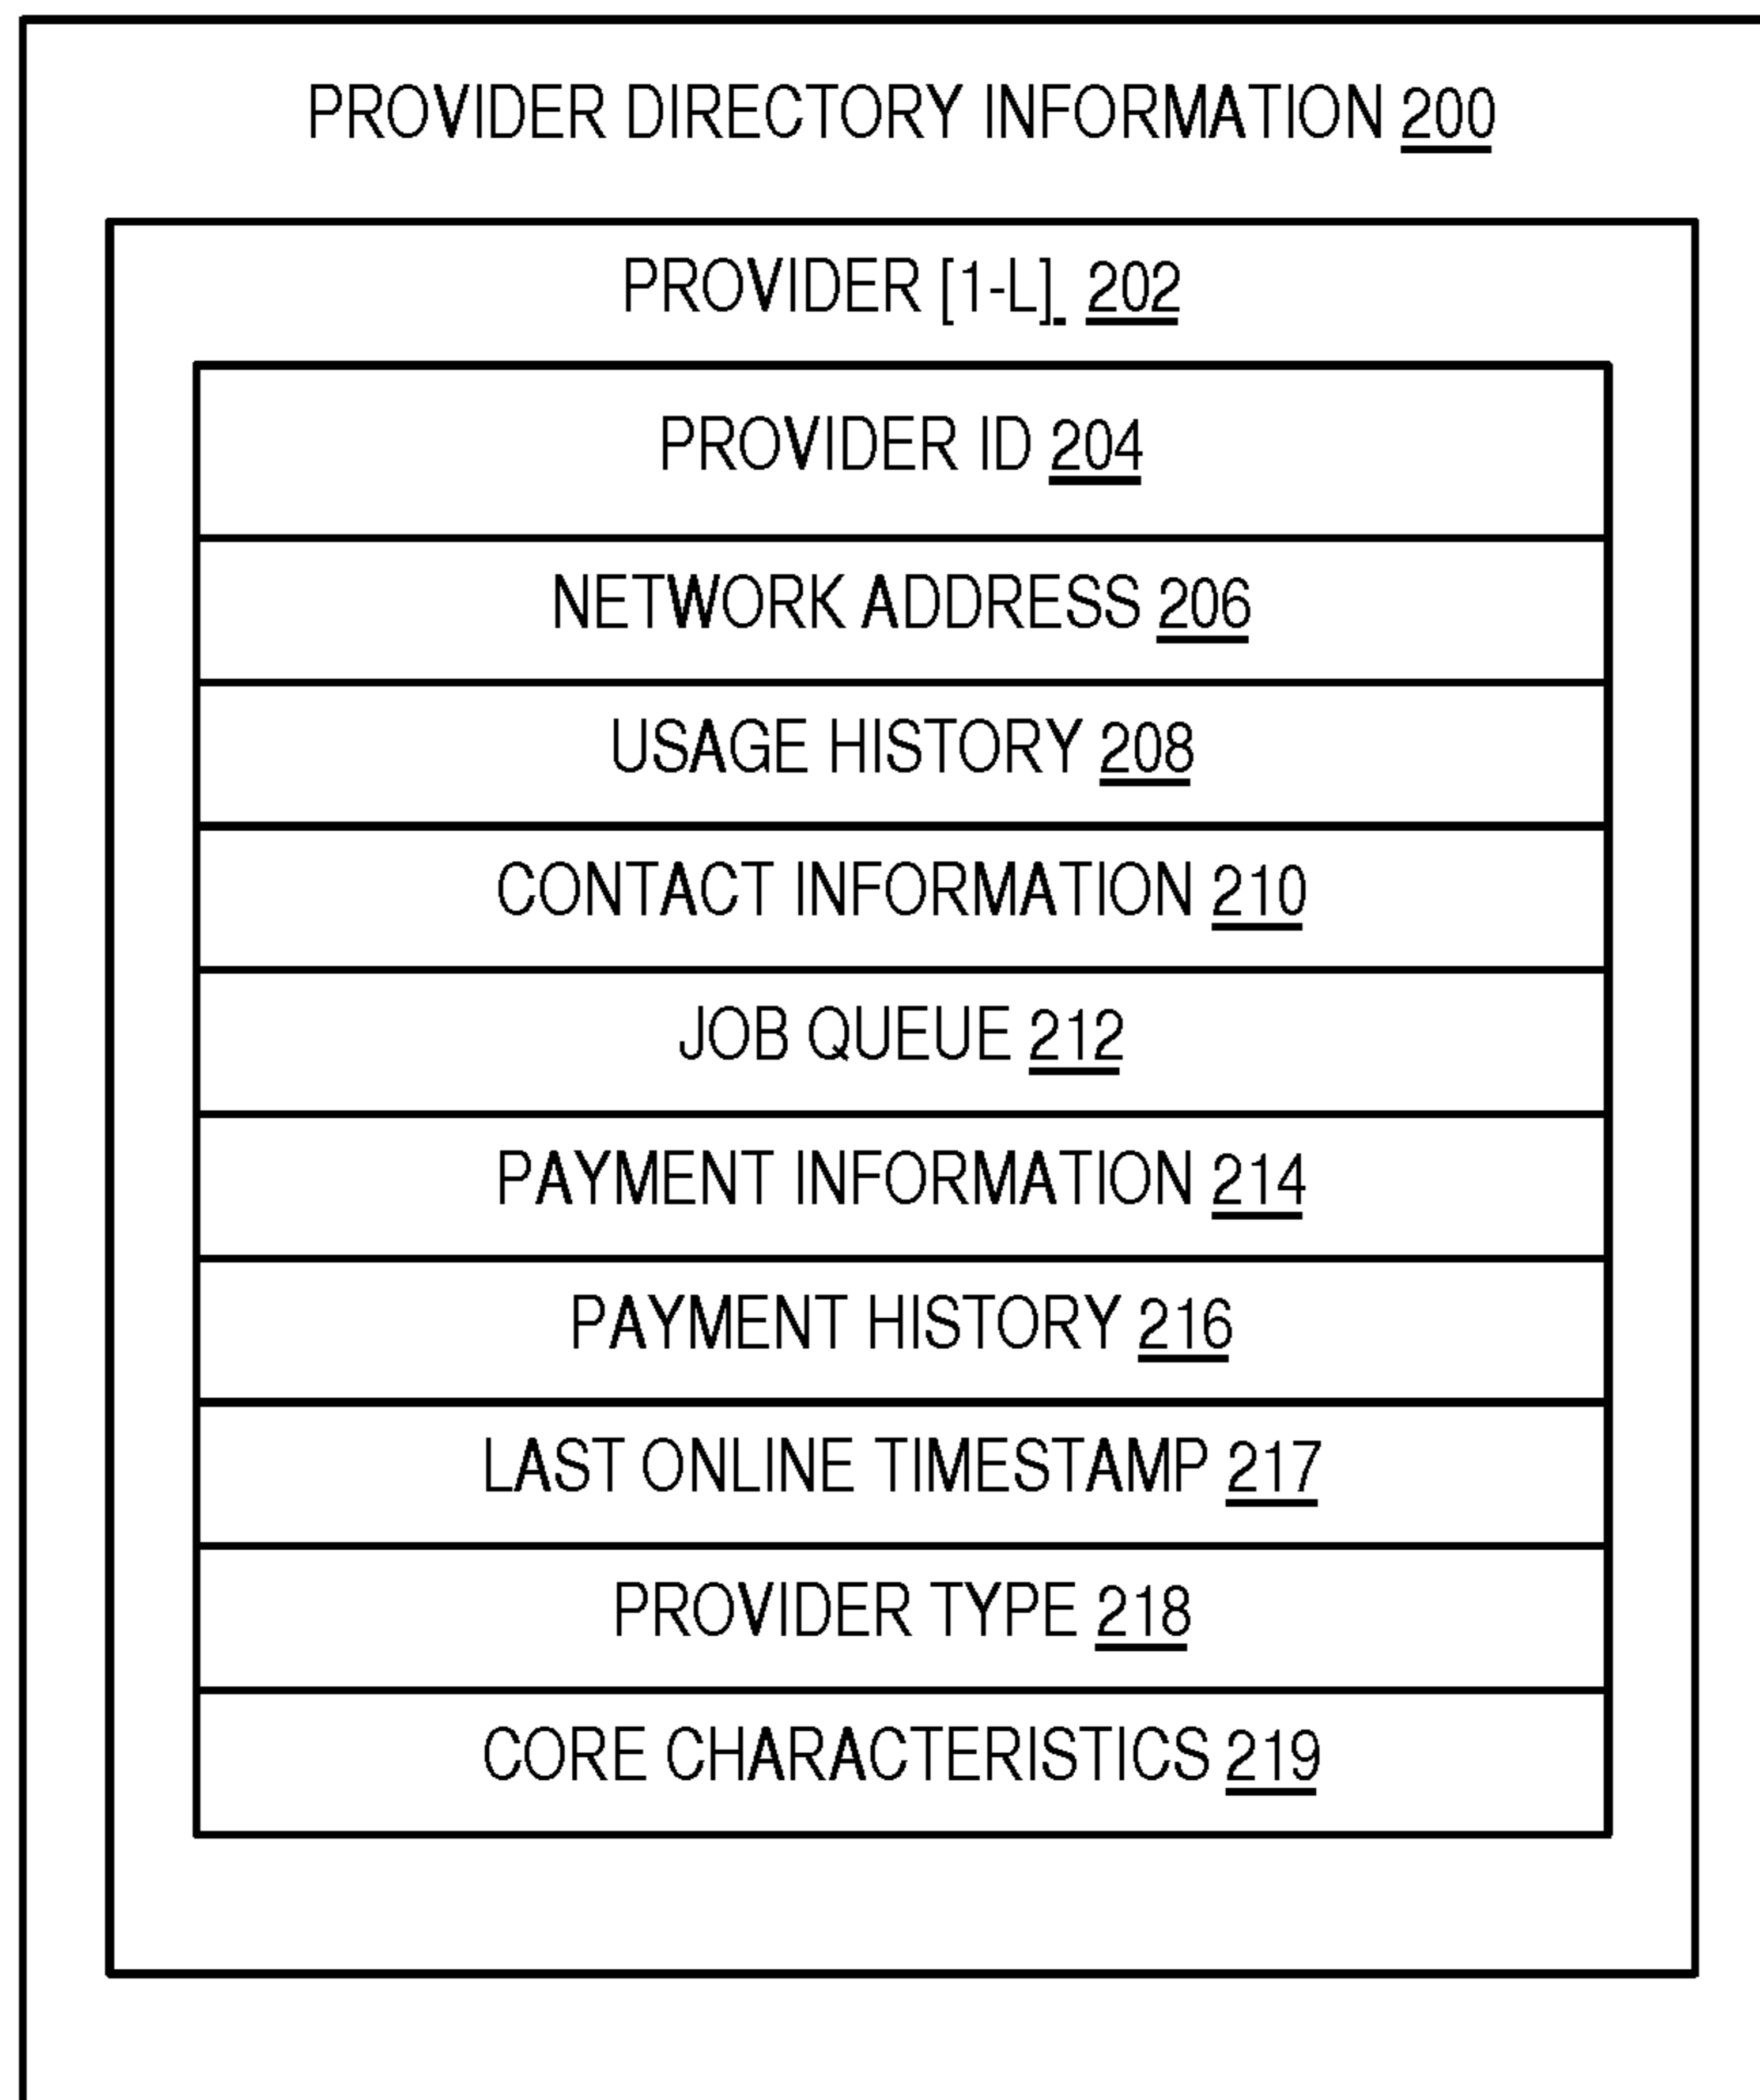 PROVIDER DIRECTORY INFORMATION 200
PROVIDER [1-L] 202
PROVIDER ID 204
NETWORK ADDRESS 206
USAGE HISTORY 208
CONTACT INFORMATION 210
JOB QUEUE 212
PAYMENT INFORMATION 214
PAYMENT HISTORY 216
LAST ONLINE TIMESTAMP 217
PROVIDER TYPE 218
CORE CHARACTERISTICS 219